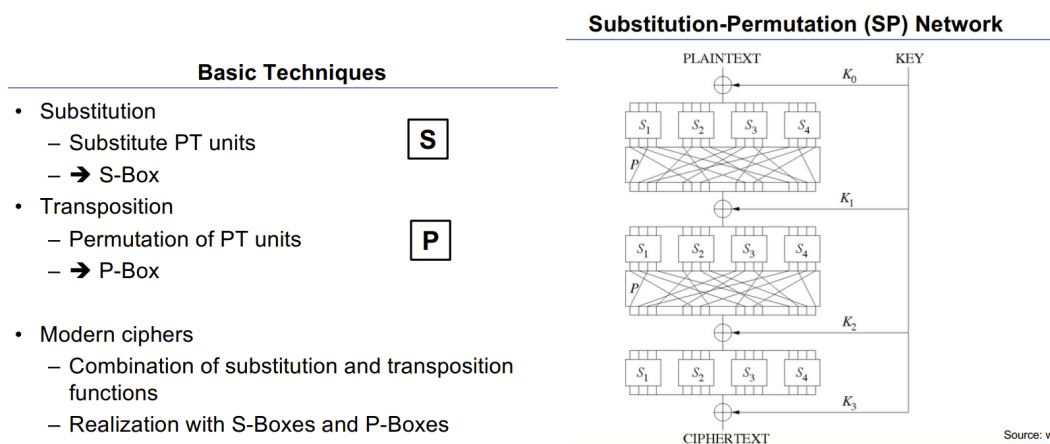 Basic Techniques
• Substitution
– Substitute PT units
– ➔ S-Box
S
• Transposition
– Permutation of PT units
– ➔ P-Box
P
• Modern ciphers
– Combination of substitution and transposition
functions
– Realization with S-Boxes and P-Boxes
Substitution-Permutation (SP) Network
PLAINTEXT KEY
K0
S1 S2 S3 S4
P
K1
S1 S2 S3 S4
P
K2
S1 S2 S3 S4
K3
CIPHERTEXT
Source: w